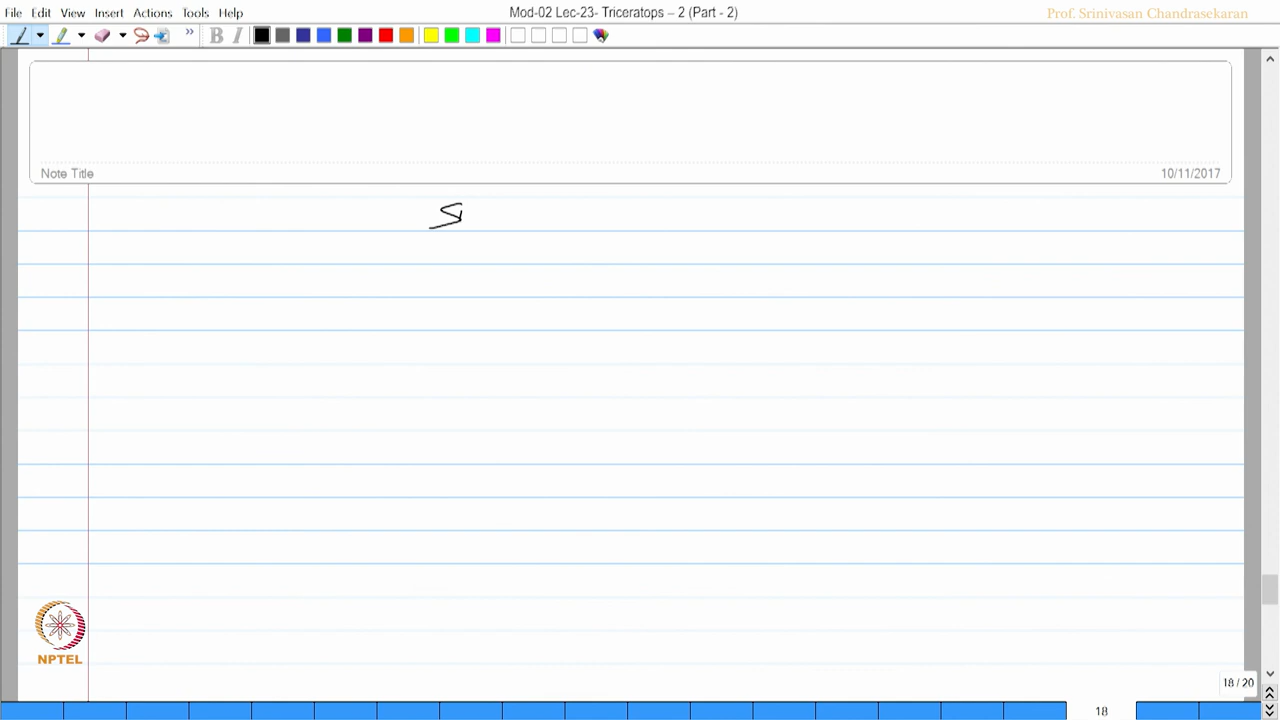 File Edit View Insert Actions Tools Help
Mod-02 Lec-23- Triceratops – 2 (Part - 2)
Prof. Srinivasan Chandrasekaran
B I
Note Title
10/11/2017
S
NPTEL
18 / 20
18